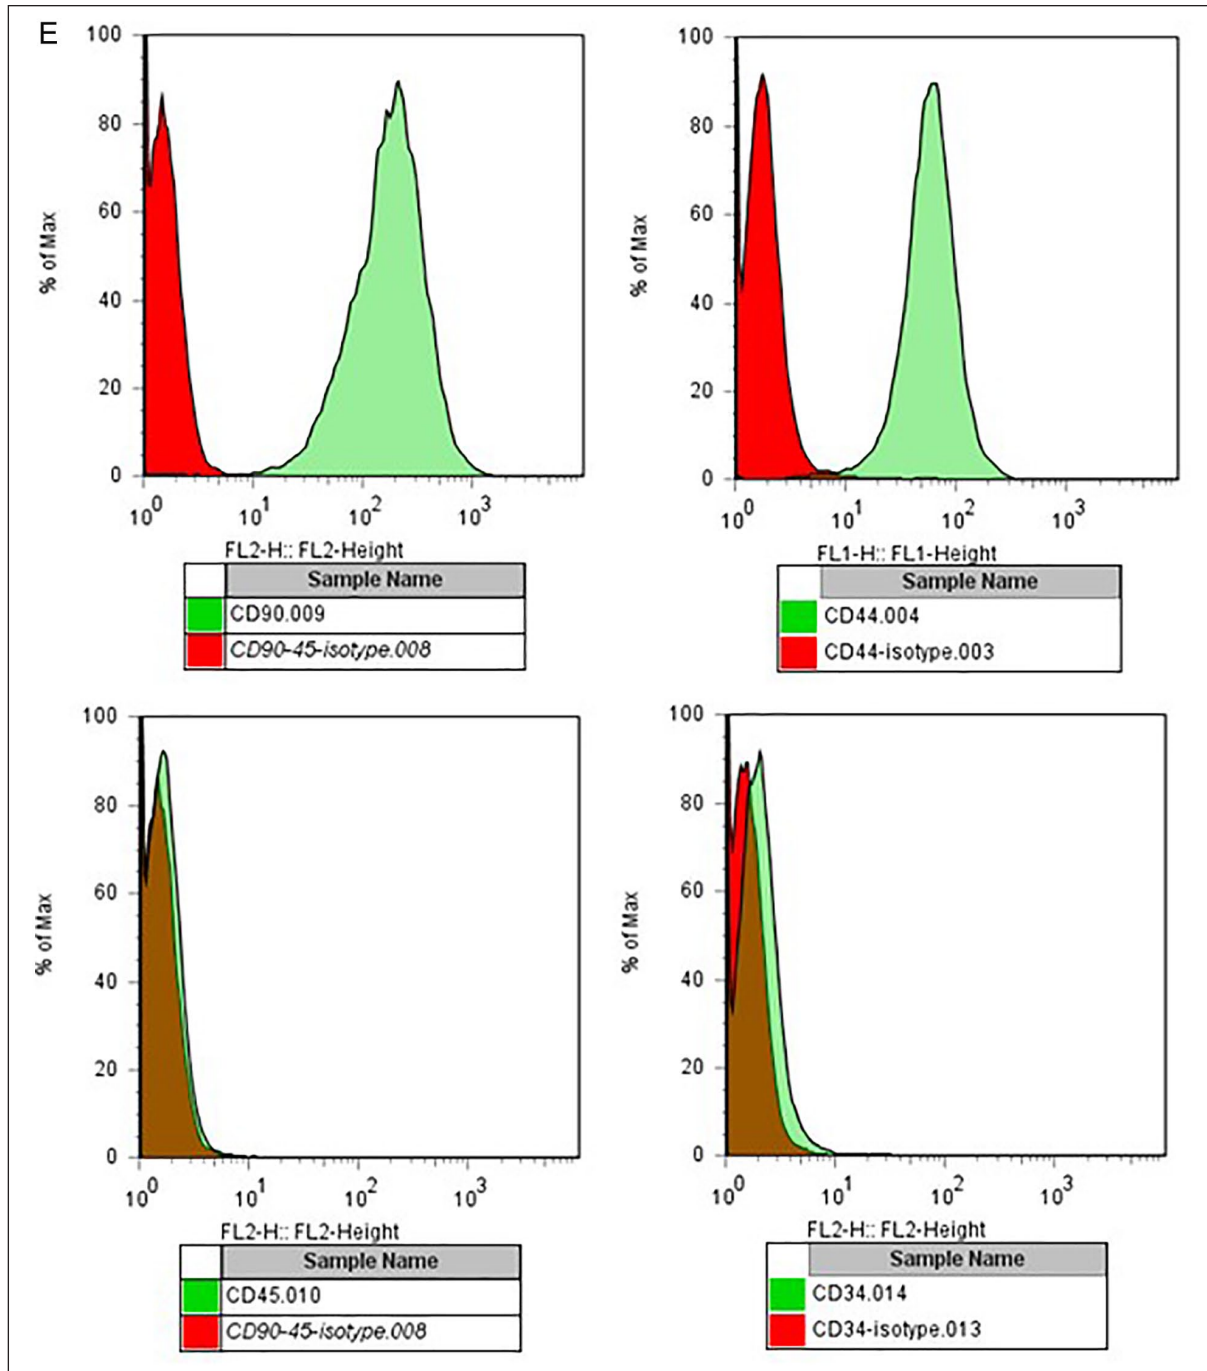 E
100
80
60
40
20
0
% of Max
10^0 10^1 10^2 10^3
FL2-H:: FL2-Height
Sample Name
CD90.009
CD90-45-isotype.008
100
80
60
40
20
0
% of Max
10^0 10^1 10^2 10^3
FL1-H:: FL1-Height
Sample Name
CD44.004
CD44-isotype.003
100
80
60
40
20
0
% of Max
10^0 10^1 10^2 10^3
FL2-H:: FL2-Height
Sample Name
CD45.010
CD90-45-isotype.008
100
80
60
40
20
0
% of Max
10^0 10^1 10^2 10^3
FL2-H:: FL2-Height
Sample Name
CD34.014
CD34-isotype.013